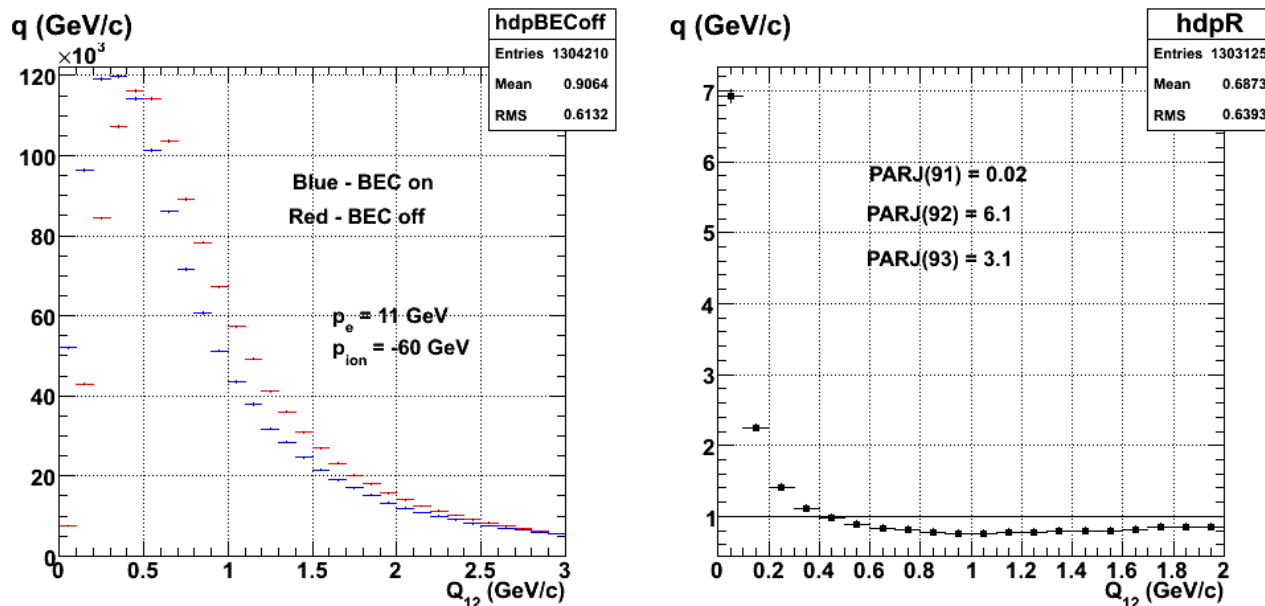 q (GeV/c)
×10³
hdpBECoff
Entries 1304210
Mean 0.9064
RMS 0.6132
120
100
80
60
40
20
0
Blue - BEC on
Red - BEC off
p_e = 11 GeV
p_ion = -60 GeV
0 0.5 1 1.5 2 2.5 3
Q_12 (GeV/c)
q (GeV/c)
hdpR
Entries 1303125
Mean 0.6873
RMS 0.6393
7
6
5
4
3
2
1
PARJ(91) = 0.02
PARJ(92) = 6.1
PARJ(93) = 3.1
0 0.2 0.4 0.6 0.8 1 1.2 1.4 1.6 1.8 2
Q_12 (GeV/c)